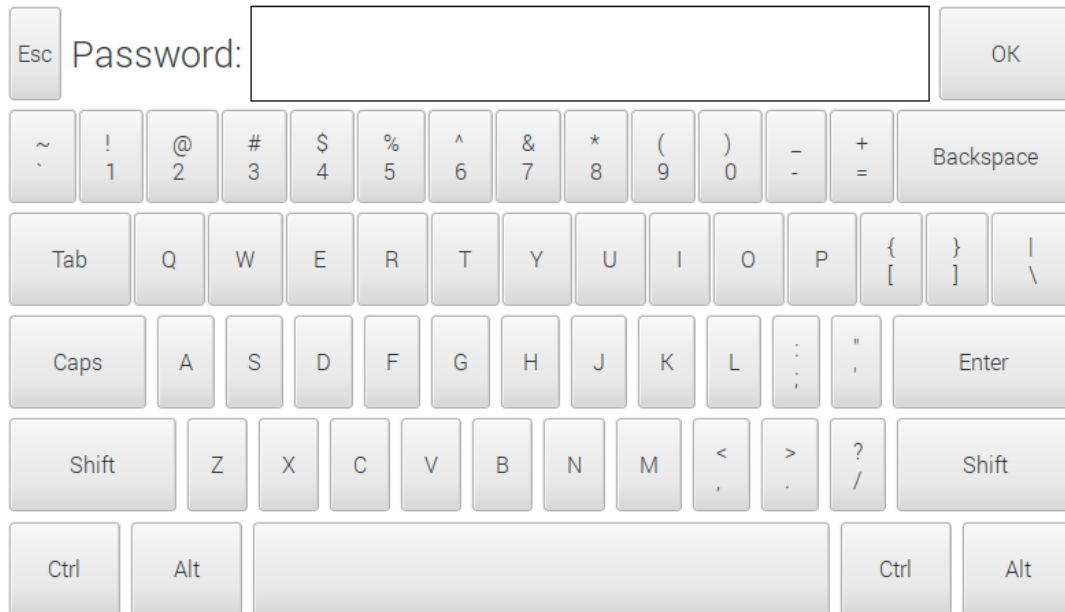 Esc Password: OK
~ ! @ # $ % ^ & * ( ) _ +
` 1 2 3 4 5 6 7 8 9 0 - = Backspace
Tab Q W E R T Y U I O P { } |
[ ] \
Caps A S D F G H J K L : " Enter
; '
Shift Z X C V B N M < > ? Shift
, . /
Ctrl Alt Ctrl Alt